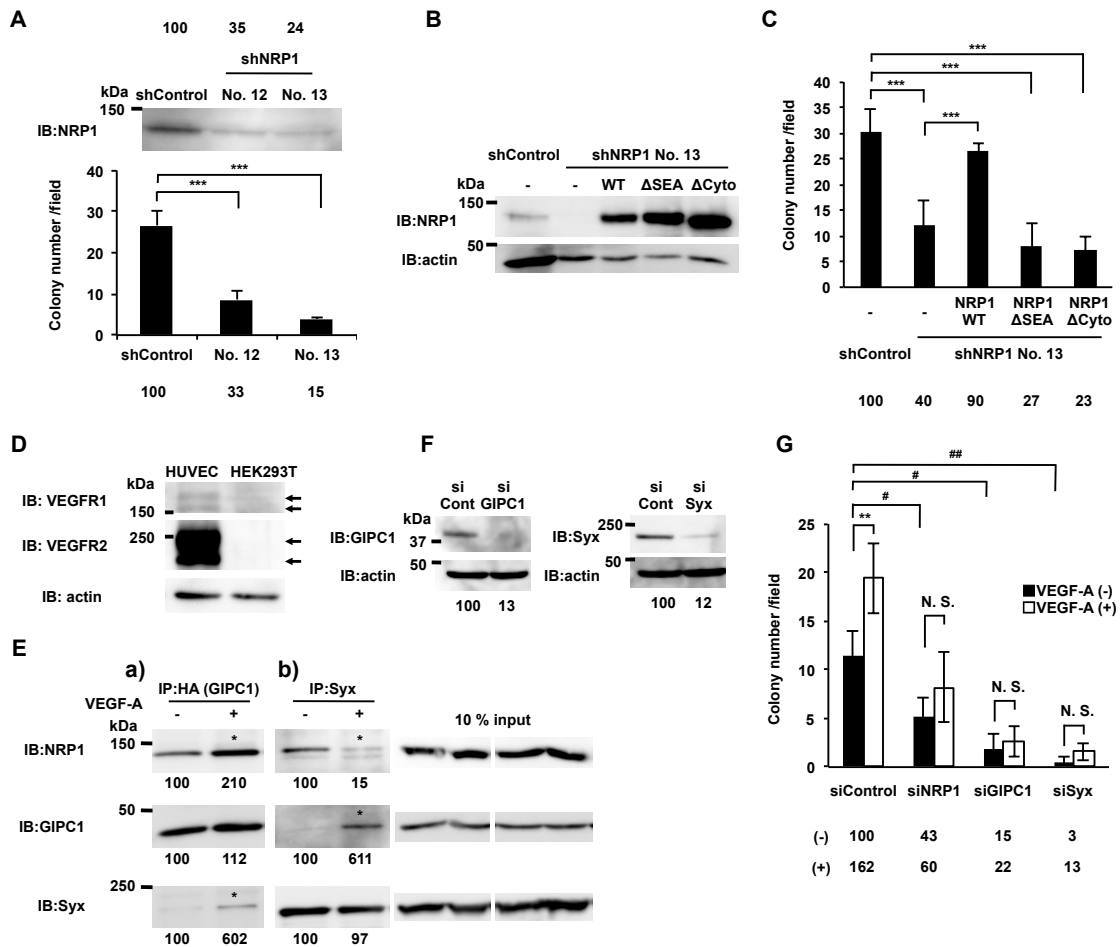 A
100 35 24
shNRP1
kDa
shControl No. 12 No. 13
150
IB:NRP1
Colony number /field
40
30
20
10
0
***
***
shControl No. 12 No. 13
100 33 15
B
shControl shNRP1 No. 13
kDa - - WT ΔSEA ΔCyto
150
IB:NRP1
50
IB:actin
C
Colony number /field
40
35
30
25
20
15
10
5
0
***
***
***
***
- - NRP1 NRP1 NRP1
WT ΔSEA ΔCyto
shControl shNRP1 No. 13
100 40 90 27 23
D
HUVEC HEK293T
kDa
IB: VEGFR1
150
250
IB: VEGFR2
IB: actin
E
a) b)
IP:HA (GIPC1) IP:Syx
VEGF-A - + - +
10 % input
kDa
150
* *
IB:NRP1
100 210 100 15
50
*
IB:GIPC1
100 112 100 611
250
*
IB:Syx
100 602 100 97
F
si si
Cont GIPC1
kDa
IB:GIPC1
37
50
IB:actin
100 13
si si
Cont Syx
250
IB:Syx
50
IB:actin
100 12
G
Colony number /field
25
20
15
10
5
0
##
#
#
**
N. S.
N. S.
N. S.
VEGF-A (-)
VEGF-A (+)
siControl siNRP1 siGIPC1 siSyx
(-) 100 43 15 3
(+) 162 60 22 13